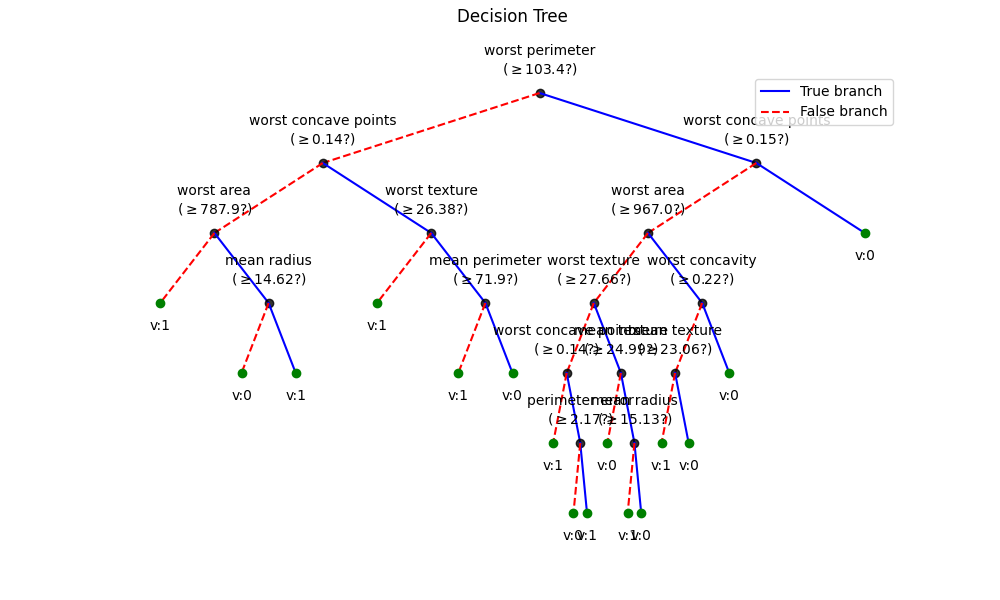 Decision Tree
worst perimeter
(≥103.4?)
True branch
False branch
worst concave points
(≥0.14?)
worst concave points
(≥0.15?)
worst area
(≥787.9?)
worst texture
(≥26.38?)
worst area
(≥967.0?)
v:0
mean radius
(≥14.62?)
mean perimeter
(≥71.9?)
worst texture
(≥27.66?)
worst concavity
(≥0.22?)
v:1
v:1
worst concave points
(≥0.14?)
mean texture
(≥24.99?)
mean texture
(≥23.06?)
v:0
v:1
v:1
v:0
v:0
perimeter error
(≥2.17?)
mean radius
(≥15.13?)
v:1
v:0
v:1
v:0
v:0
v:1
v:1
v:0